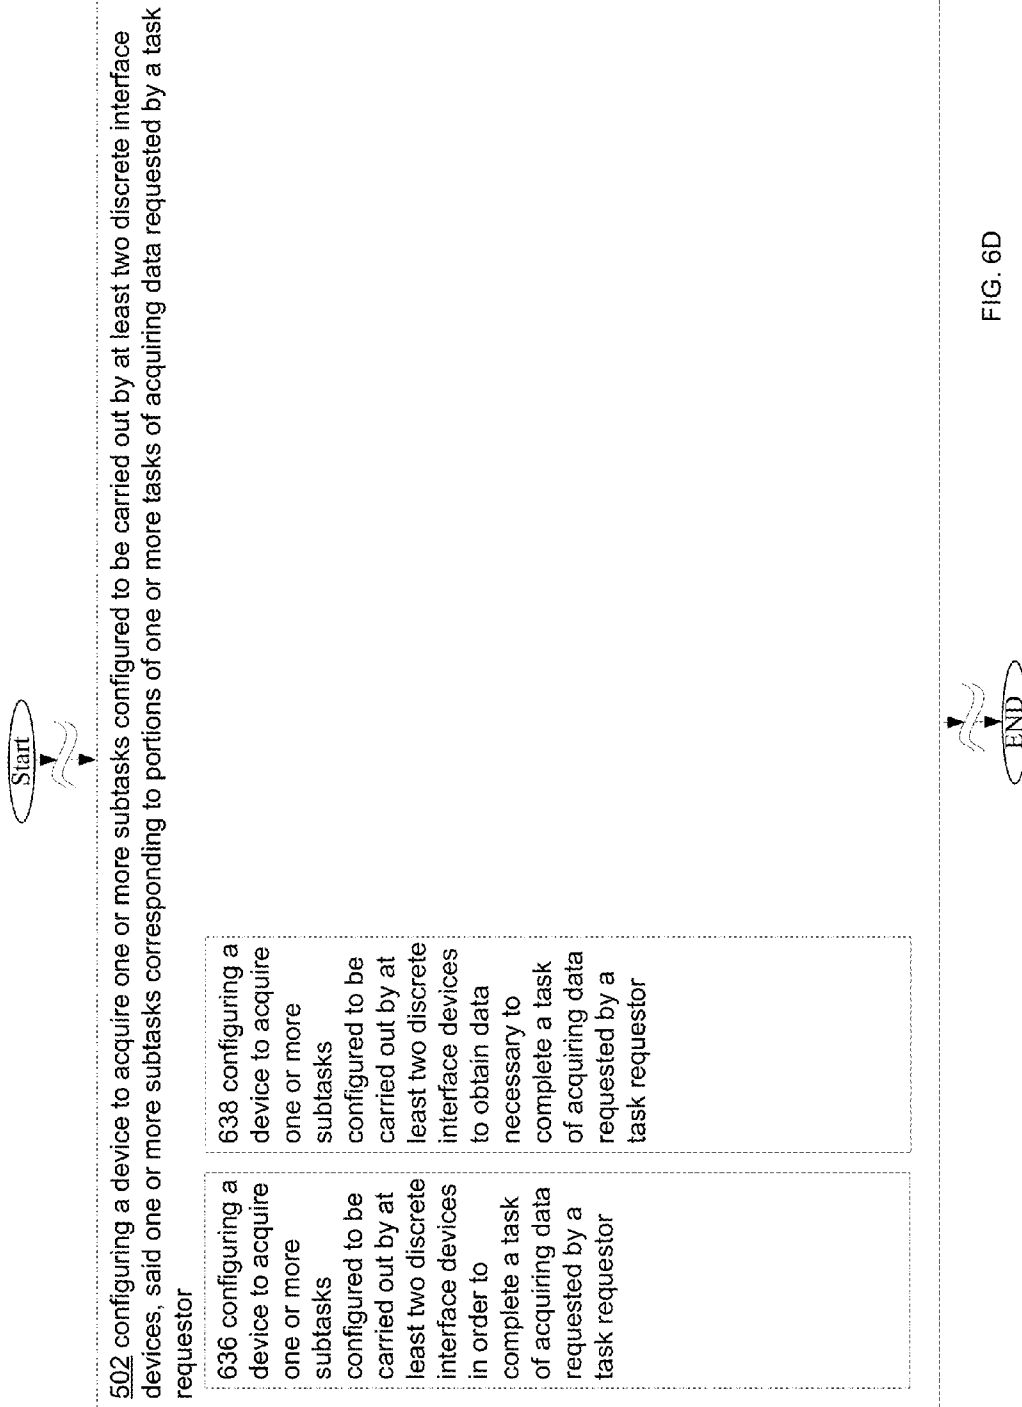 Start
502 configuring a device to acquire one or more subtasks configured to be carried out by at least two discrete interface
devices, said one or more subtasks corresponding to portions of one or more tasks of acquiring data requested by a task
requestor
636 configuring a
device to acquire
one or more
subtasks
configured to be
carried out by at
least two discrete
interface devices
in order to
complete a task
of acquiring data
requested by a
task requestor
638 configuring a
device to acquire
one or more
subtasks
configured to be
carried out by at
least two discrete
interface devices
to obtain data
necessary to
complete a task
of acquiring data
requested by a
task requestor
END
FIG. 6D